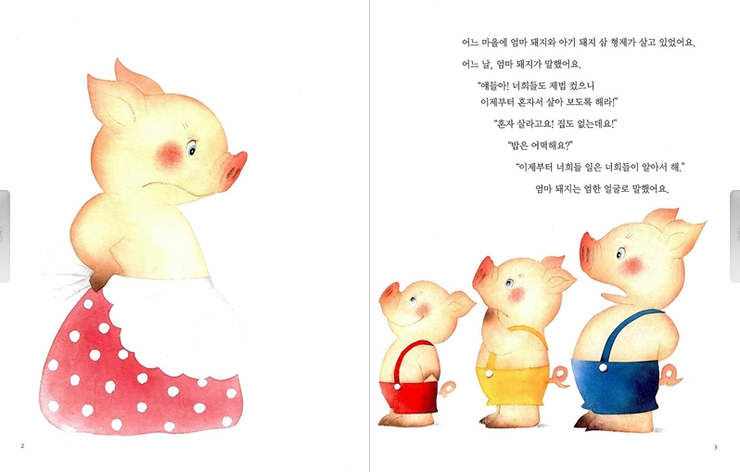 어느 마을에 엄마 돼지와 아기 돼지 삼 형제가 살고 있었어요.
어느 날, 엄마 돼지가 말했어요.
“얘들아! 너희들도 제법 컸으니
이제부터 혼자서 살아 보도록 해라!”
“혼자 살라고요! 집도 없는데요!”
“밥은 어떡해요?”
“이제부터 너희들 일은 너희들이 알아서 해.”
엄마 돼지는 엄한 얼굴로 말했어요.
2
3